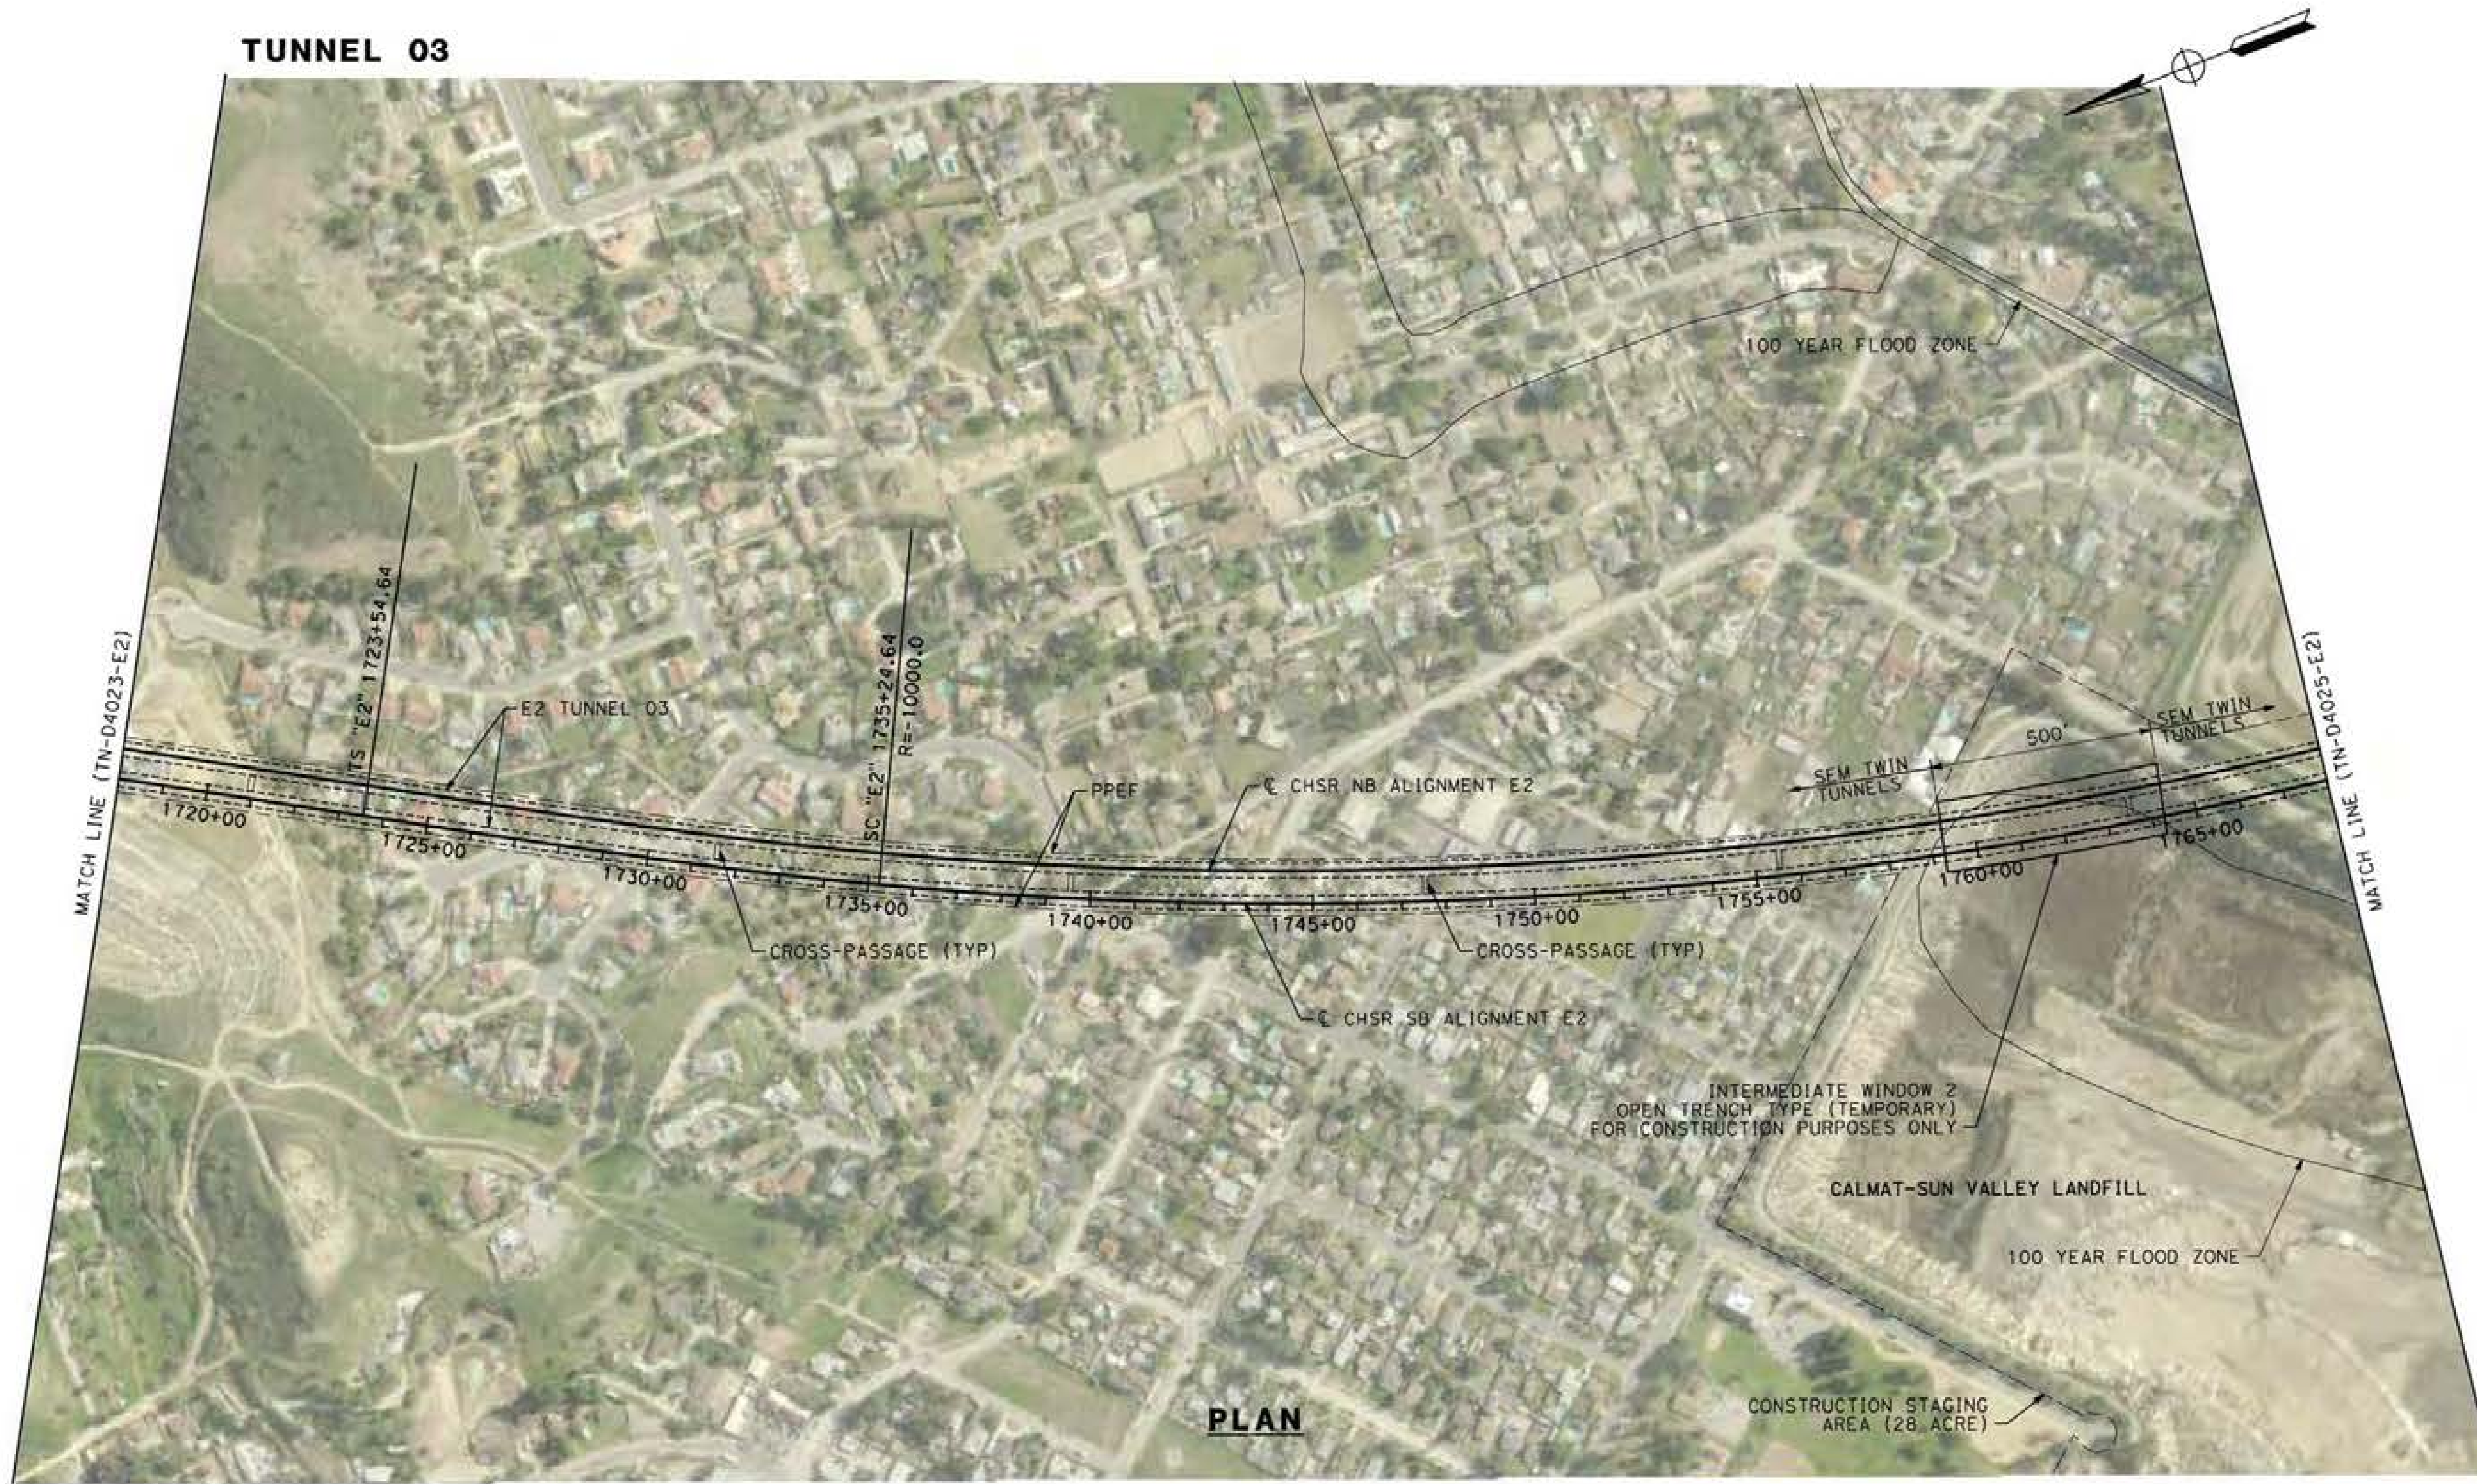 TUNNEL 03
100 YEAR FLOOD ZONE
MATCH LINE (TN-D4023-E2)
TS "E2" 1723+54.64
E2 TUNNEL 03
SC "E2" 1735+24.64
R=-10000.0
PPEF
℄ CHSR NB ALIGNMENT E2
SEM TWIN
TUNNELS
500'
SEM TWIN
TUNNELS
MATCH LINE (TN-D4025-E2)
1720+00
1725+00
1730+00
1735+00
1740+00
1745+00
1750+00
1755+00
1760+00
1765+00
CROSS-PASSAGE (TYP)
CROSS-PASSAGE (TYP)
℄ CHSR SB ALIGNMENT E2
INTERMEDIATE WINDOW 2
OPEN TRENCH TYPE (TEMPORARY)
FOR CONSTRUCTION PURPOSES ONLY
CALMAT-SUN VALLEY LANDFILL
100 YEAR FLOOD ZONE
CONSTRUCTION STAGING
AREA (28 ACRE)
PLAN